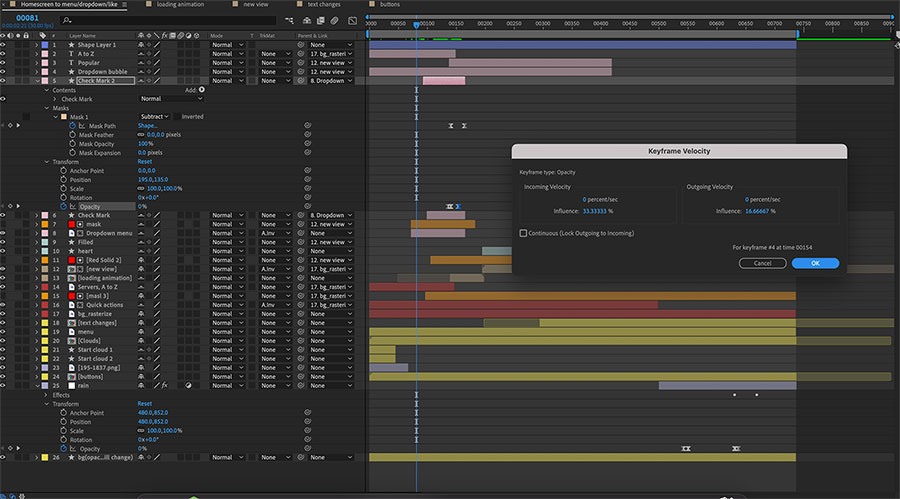 × Homescreen to menu/dropdown/like ≡ loading animation new view text changes buttons
00081
0:00:02:21 (30.00 fps)
00 00050 00100 00150 00200 00250 00300 00350 00400 00450 00500 00550 00600 00650 00700 00750 00800 00850 0090
# Layer Name Mode T TrkMat Parent & Link
1 Shape Layer 1 Normal None
2 T A to Z Normal None 17. bg_rasteri
3 T Popular Normal None 12. new view
4 Dropdown bubble Normal None 12. new view
5 Check Mark 2 Normal None 8. Dropdown
Contents Add:
Check Mark Normal
Masks
Mask 1 Subtract Inverted
Mask Path Shape...
Mask Feather 0.0,0.0 pixels
Mask Opacity 100%
Mask Expansion 0.0 pixels
Transform Reset
Anchor Point 0.0,0.0
Position 195.0,135.0
Scale 100.0,100.0%
Rotation 0x+0.0°
Opacity 0%
6 Check Mark Normal None 8. Dropdown
7 mask Normal None 12. new view
8 Dropdown menu Normal A.Inv 12. new view
9 Filled Normal None 12. new view
10 heart Normal None 12. new view
11 [Red Solid 2] Normal None 12. new view
12 [new view] Normal A.Inv 17. bg_rasteri
13 [loading animation] Normal None None
14 Servers, A to Z Normal None 17. bg_rasteri
15 [masl 3] Normal None 17. bg_rasteri
16 Quick actions Normal A.Inv 17. bg_rasteri
17 bg_rasterize Normal None None
18 [text changes] Normal None None
19 menu Normal None None
20 [Clouds] Normal None None
21 Start cloud 1 Normal None None
22 Start cloud 2 Normal None None
23 [195-1837.png] Normal None None
24 [buttons] Normal None None
25 rain Normal None None
Effects
Transform Reset
Anchor Point 480.0,852.0
Position 480.0,852.0
Scale 100.0,100.0%
Rotation 0x+0.0°
Opacity 0%
26 bg(opac...ill change) Normal None None
Keyframe Velocity
Keyframe type: Opacity
Incoming Velocity
0 percent/sec
Influence: 33.33333 %
Outgoing Velocity
0 percent/sec
Influence: 16.66667 %
Continuous (Lock Outgoing to Incoming)
For keyframe #4 at time 00154
Cancel OK